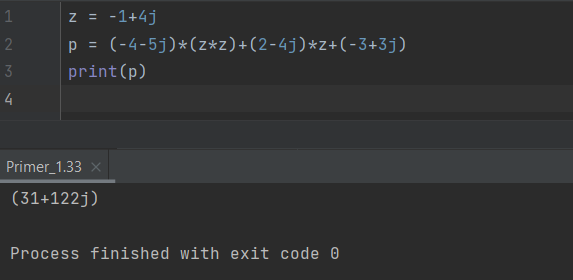 1 z = -1+4j
2 p = (-4-5j)*(z*z)+(2-4j)*z+(-3+3j)
3 print(p)
4
Primer_1.33 ×
(31+122j)
Process finished with exit code 0